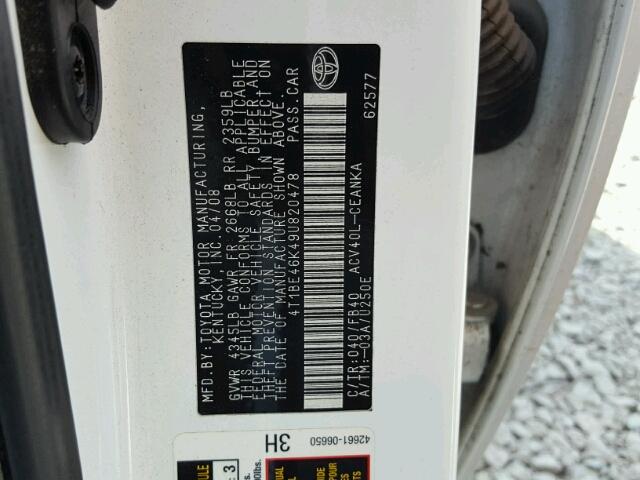 MFD.BY:TOYOTA MOTOR MANUFACTURING,
KENTUCKY, INC.04/08
GVWR 4345LB GAWR FR 2668LB RR 2359LB
THIS VEHICLE CONFORMS TO ALL APPLICABLE
FEDERAL MOTOR VEHICLE SAFETY, BUMPER AND
THEFT PREVENTION STANDARDS IN EFFECT ON
THE DATE OF MANUFACTURE SHOWN ABOVE.
4T1BE46K49U820478 PASS.CAR
C/TR:040/FB40 ACV40L-CEANKA
A/TM:-03A/U250E 62577
3H
42661-06650